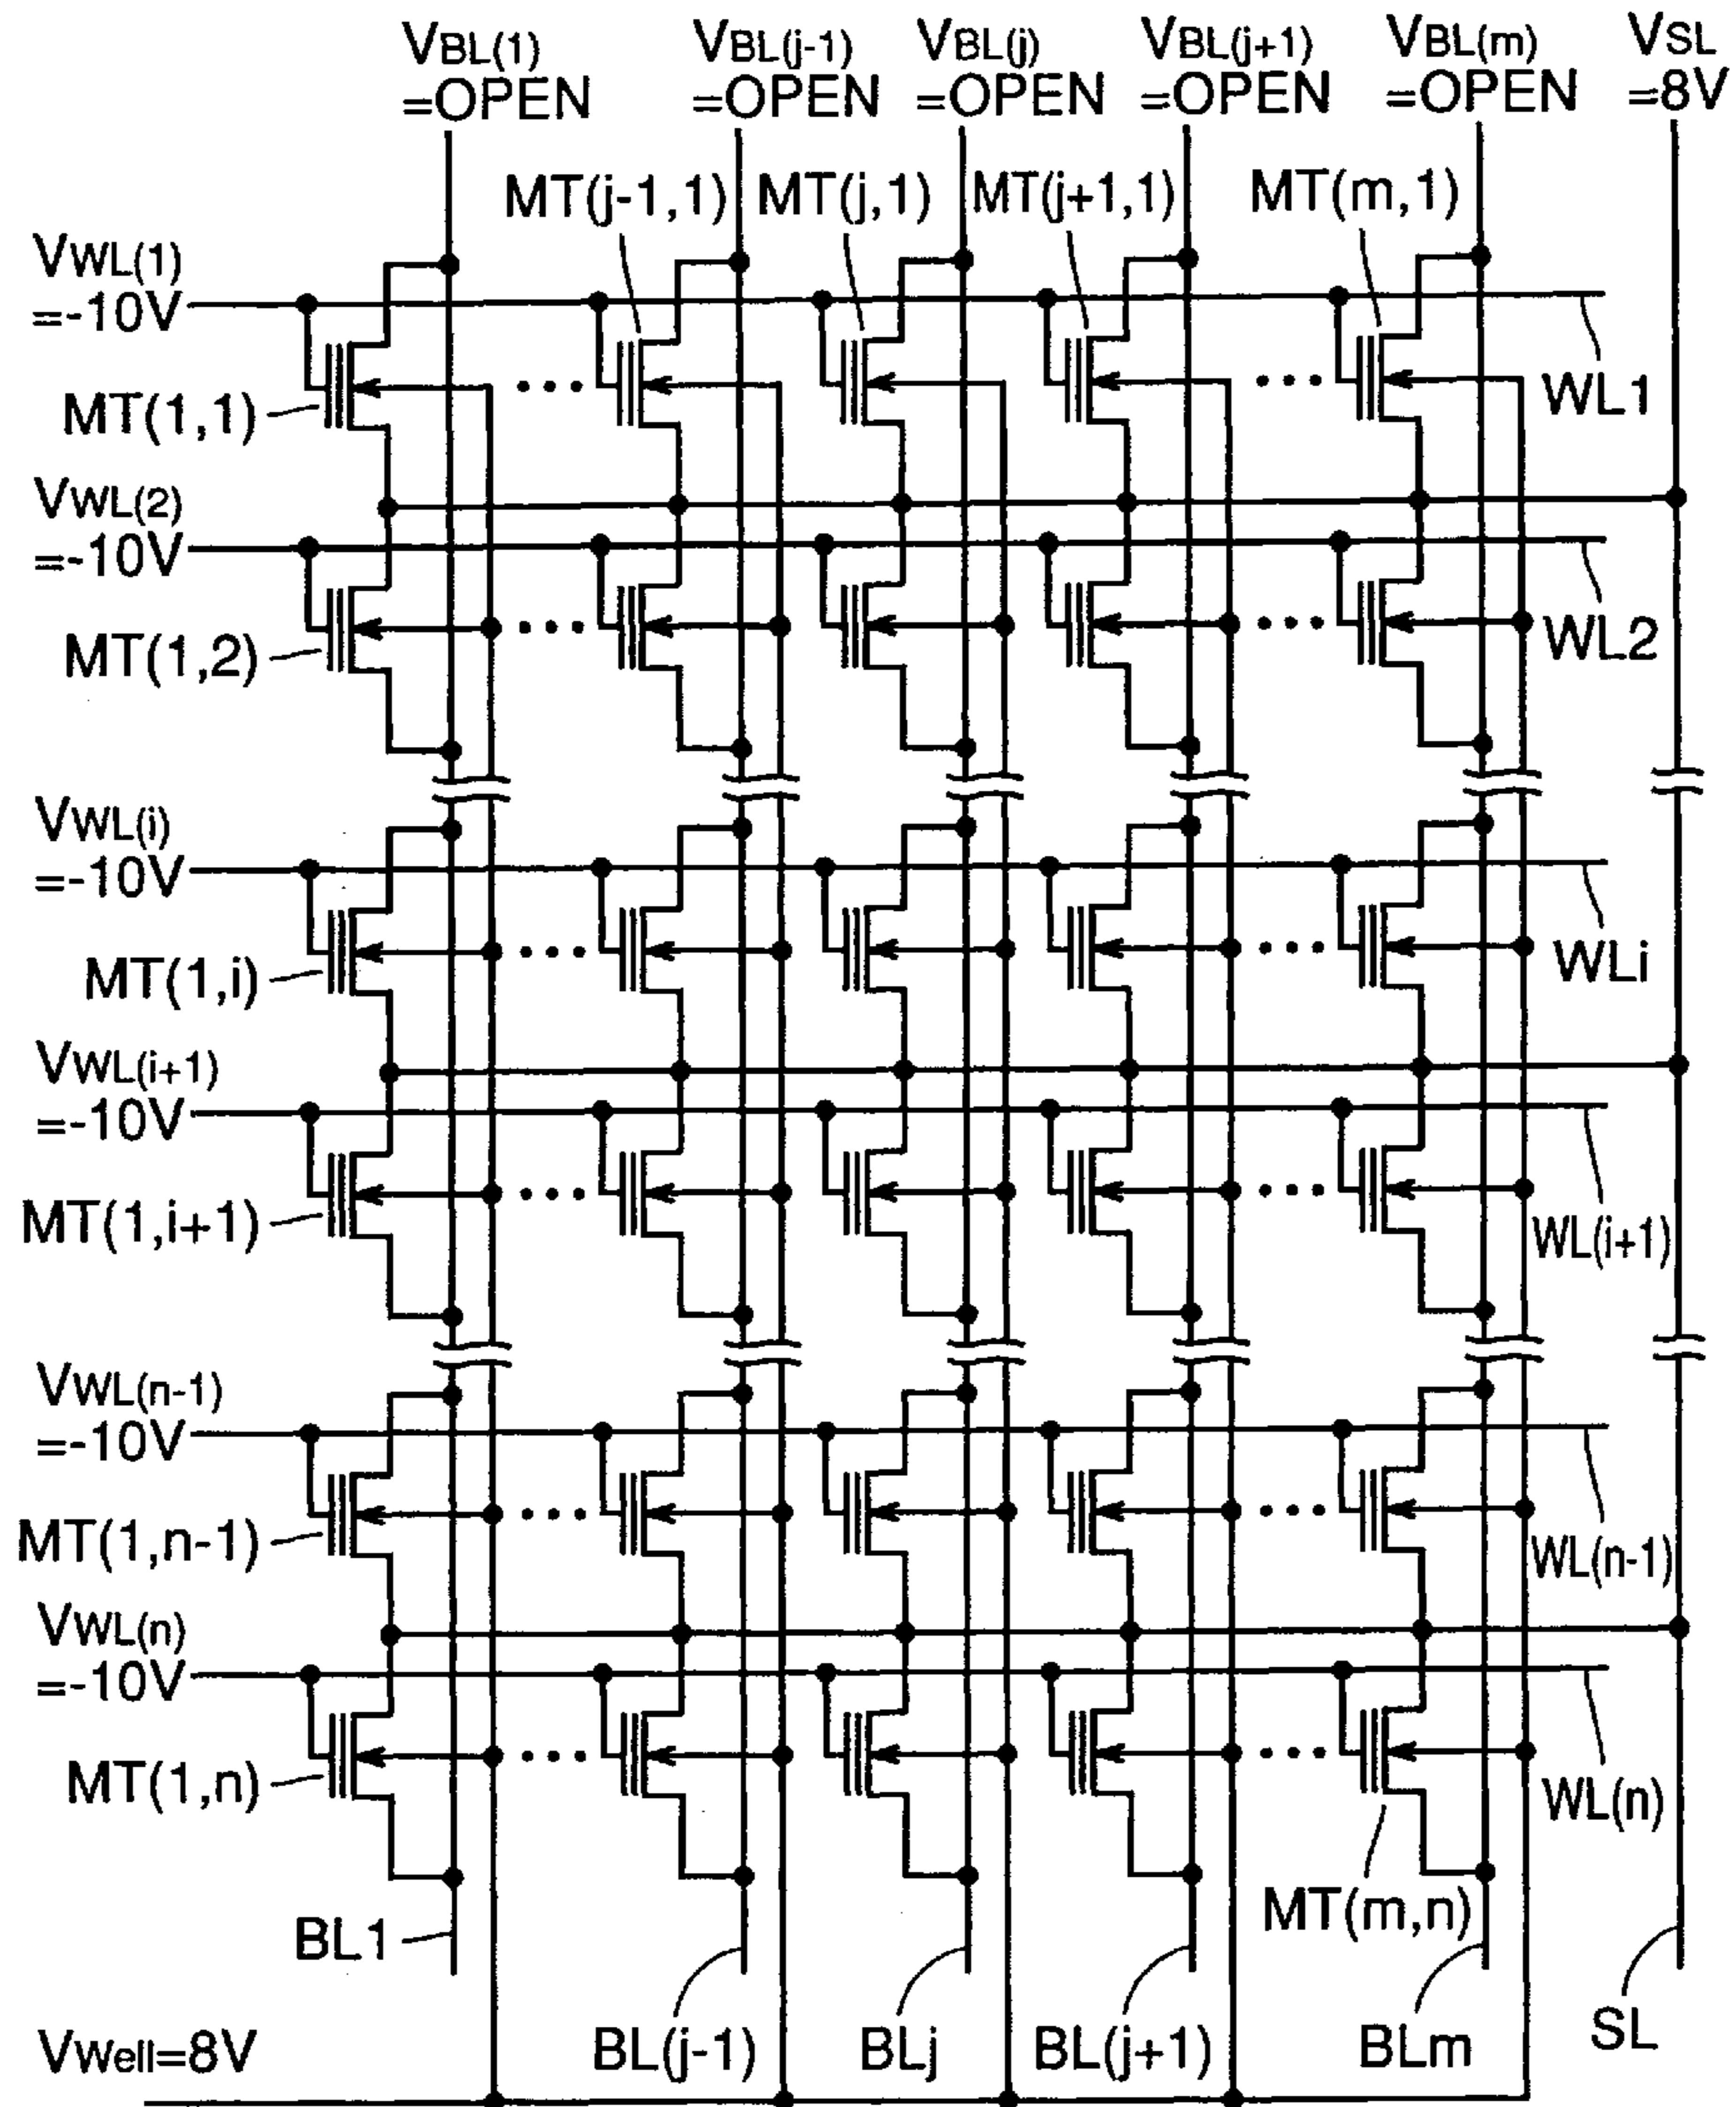 VBL(1) =OPEN
VBL(j-1) =OPEN
VBL(j) =OPEN
VBL(j+1) =OPEN
VBL(m) =OPEN
VSL =8V
MT(j-1,1)
MT(j,1)
MT(j+1,1)
MT(m,1)
VWL(1)
=-10V
MT(1,1)
WL1
VWL(2)
=-10V
MT(1,2)
WL2
VWL(i)
=-10V
MT(1,i)
WLi
VWL(i+1)
=-10V
MT(1,i+1)
WL(i+1)
VWL(n-1)
=-10V
MT(1,n-1)
WL(n-1)
VWL(n)
=-10V
MT(1,n)
WL(n)
MT(m,n)
BL1
BL(j-1)
BLj
BL(j+1)
BLm
SL
VWell=8V